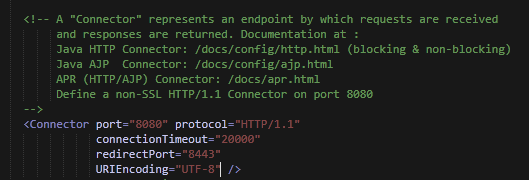 <!-- A "Connector" represents an endpoint by which requests are received
and responses are returned. Documentation at :
Java HTTP Connector: /docs/config/http.html (blocking & non-blocking)
Java AJP  Connector: /docs/config/ajp.html
APR (HTTP/AJP) Connector: /docs/apr.html
Define a non-SSL HTTP/1.1 Connector on port 8080
-->
<Connector port="8080" protocol="HTTP/1.1"
connectionTimeout="20000"
redirectPort="8443"
URIEncoding="UTF-8" />